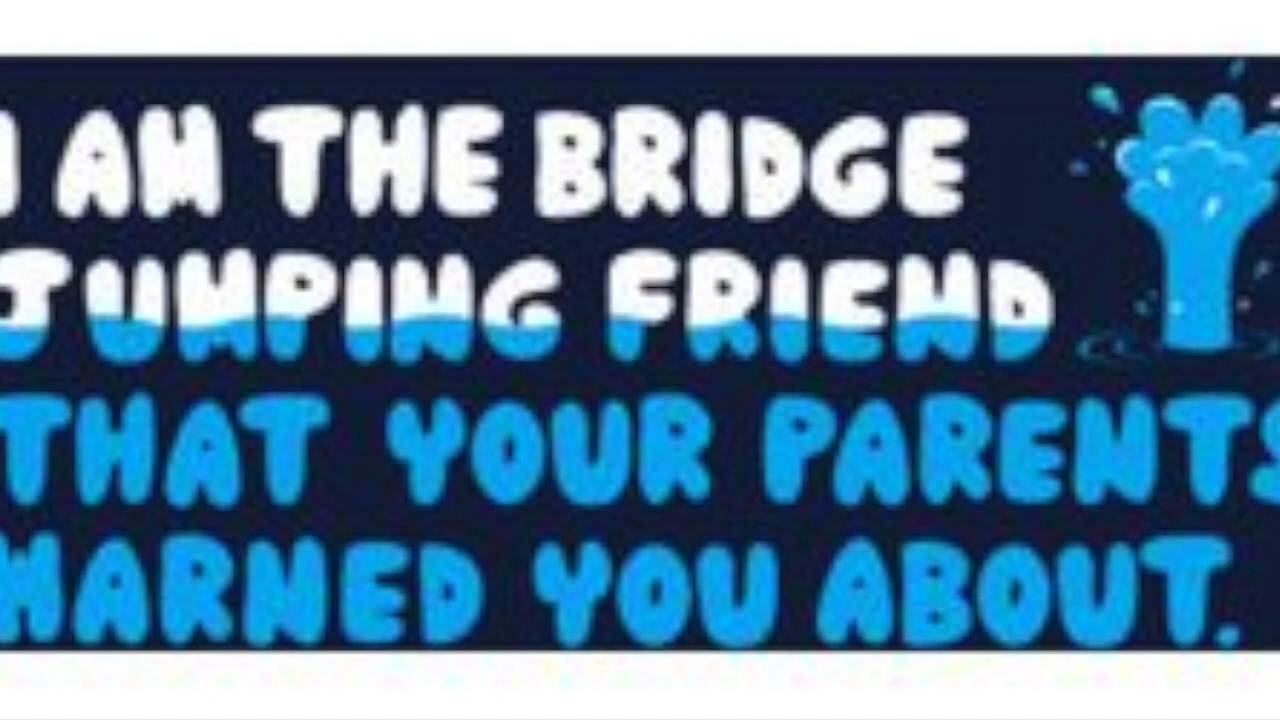 I AM THE BRIDGE
JUMPING FRIEND
THAT YOUR PARENTS
WARNED YOU ABOUT.